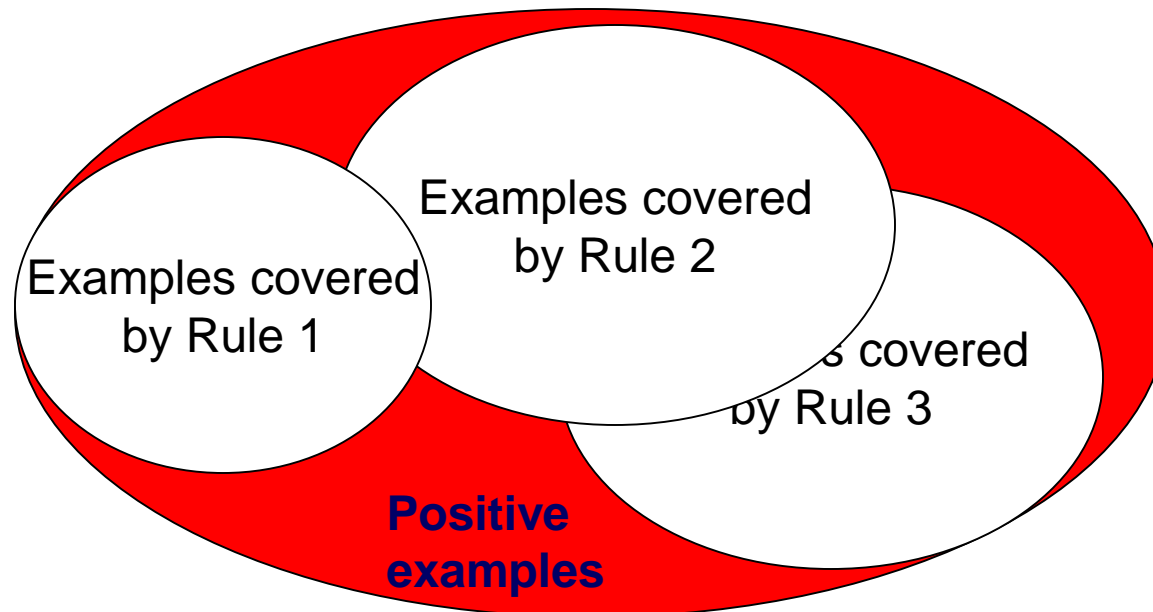 Examples covered
by Rule 2
Examples covered
by Rule 1
covered
by Rule 3
Positive
examples